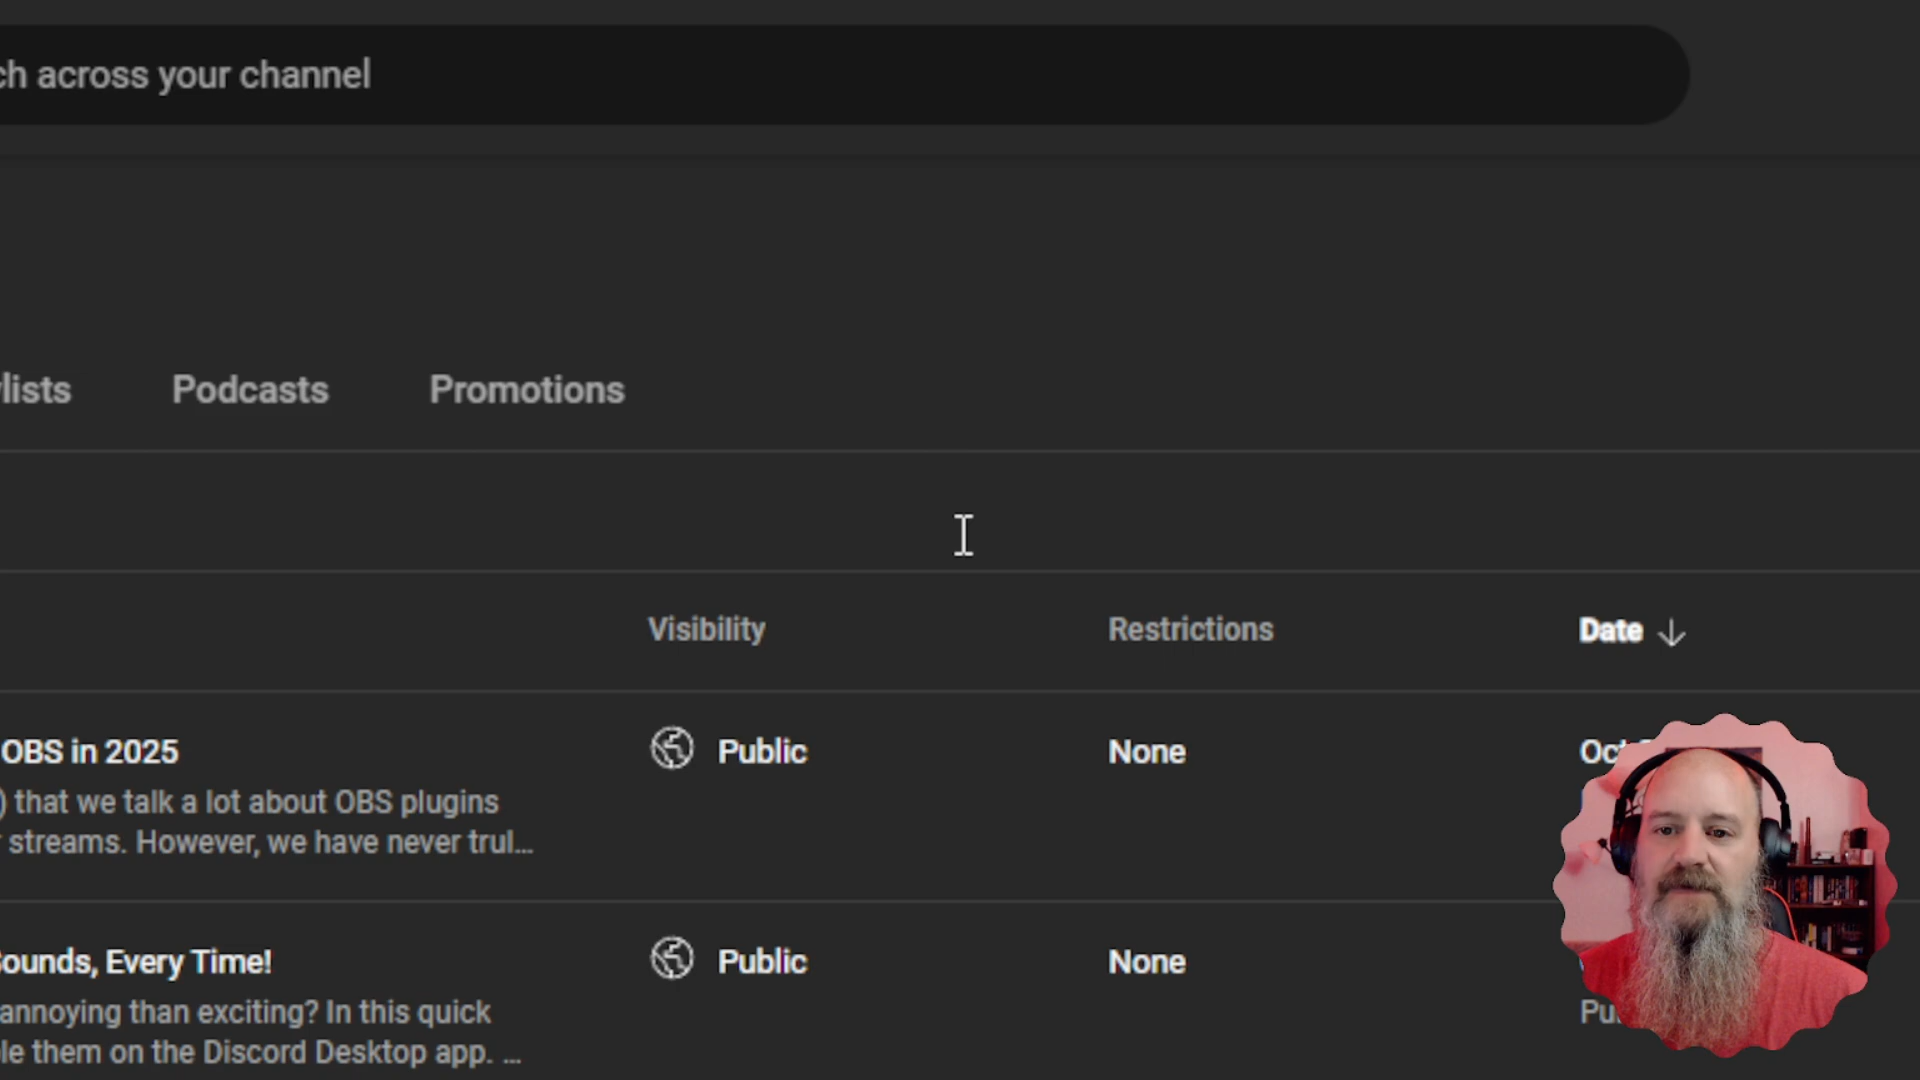 ch across your channel
lists Podcasts Promotions
Visibility Restrictions Date
OBS in 2025 Public None Oct
) that we talk a lot about OBS plugins
streams. However, we have never trul...
ounds, Every Time! Public None
annoying than exciting? In this quick Pu
le them on the Discord Desktop app. ...